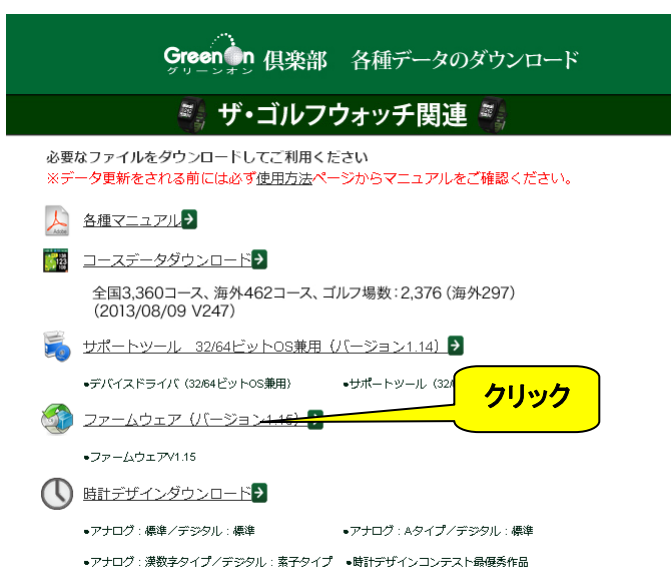 GreenOn 倶楽部 各種データのダウンロード
グリーンオン
ザ・ゴルフウォッチ関連
必要なファイルをダウンロードしてご利用ください
※データ更新をされる前には必ず使用方法ページからマニュアルをご確認ください。
各種マニュアル
コースデータダウンロード
全国3,360コース、海外462コース、ゴルフ場数：2,376（海外297）
(2013/08/09 V247)
サポートツール 32/64ビットOS兼用（バージョン1.14）
●デバイスドライバ（32/64ビットOS兼用） ●サポートツール（32/
クリック
ファームウェア（バージョン1.15）
●ファームウエアV1.15
時計デザインダウンロード
●アナログ：標準／デジタル：標準 ●アナログ：Aタイプ／デジタル：標準
●アナログ：漢数字タイプ／デジタル：素子タイプ ●時計デザインコンテスト最優秀作品